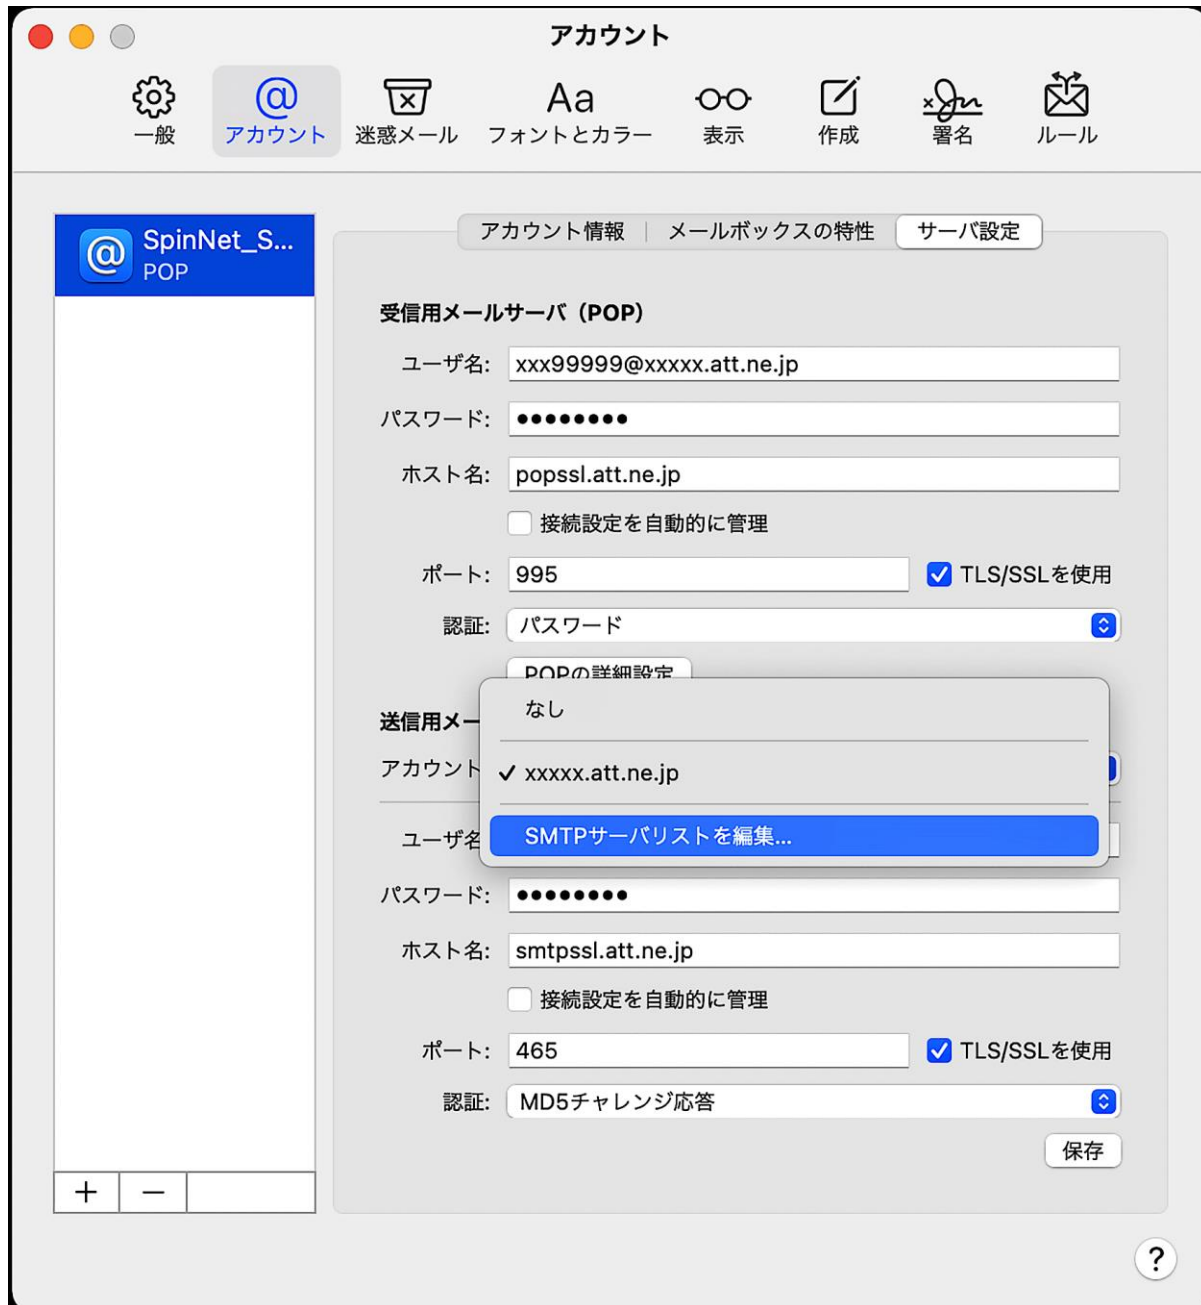 アカウント
一般
アカウント
迷惑メール
Aa
フォントとカラー
表示
作成
署名
ルール
SpinNet_S...
POP
アカウント情報 メールボックスの特性 サーバ設定
受信用メールサーバ（POP）
ユーザ名: xxx99999@xxxxx.att.ne.jp
パスワード: ●●●●●●●●
ホスト名: popssl.att.ne.jp
接続設定を自動的に管理
ポート: 995 TLS/SSLを使用
認証: パスワード
POPの詳細設定
なし
送信用メー
アカウント ✓ xxxxx.att.ne.jp
SMTPサーバリストを編集...
ユーザ名
パスワード: ●●●●●●●●
ホスト名: smtpssl.att.ne.jp
接続設定を自動的に管理
ポート: 465 TLS/SSLを使用
認証: MD5チャレンジ応答
保存
+ −
?